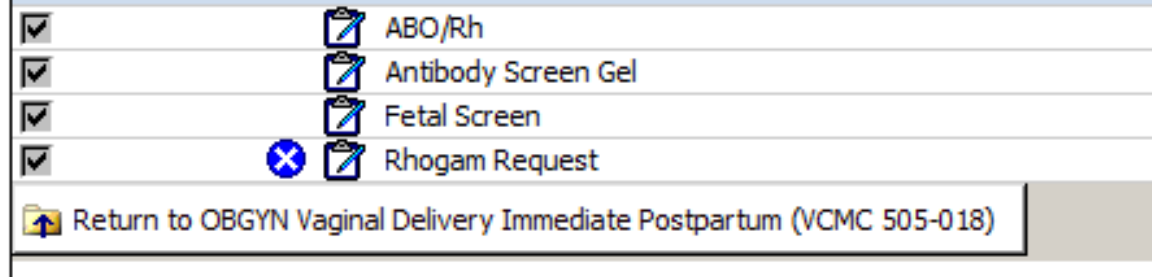 ABO/Rh
Antibody Screen Gel
Fetal Screen
Rhogam Request
Return to OBGYN Vaginal Delivery Immediate Postpartum (VCMC 505-018)